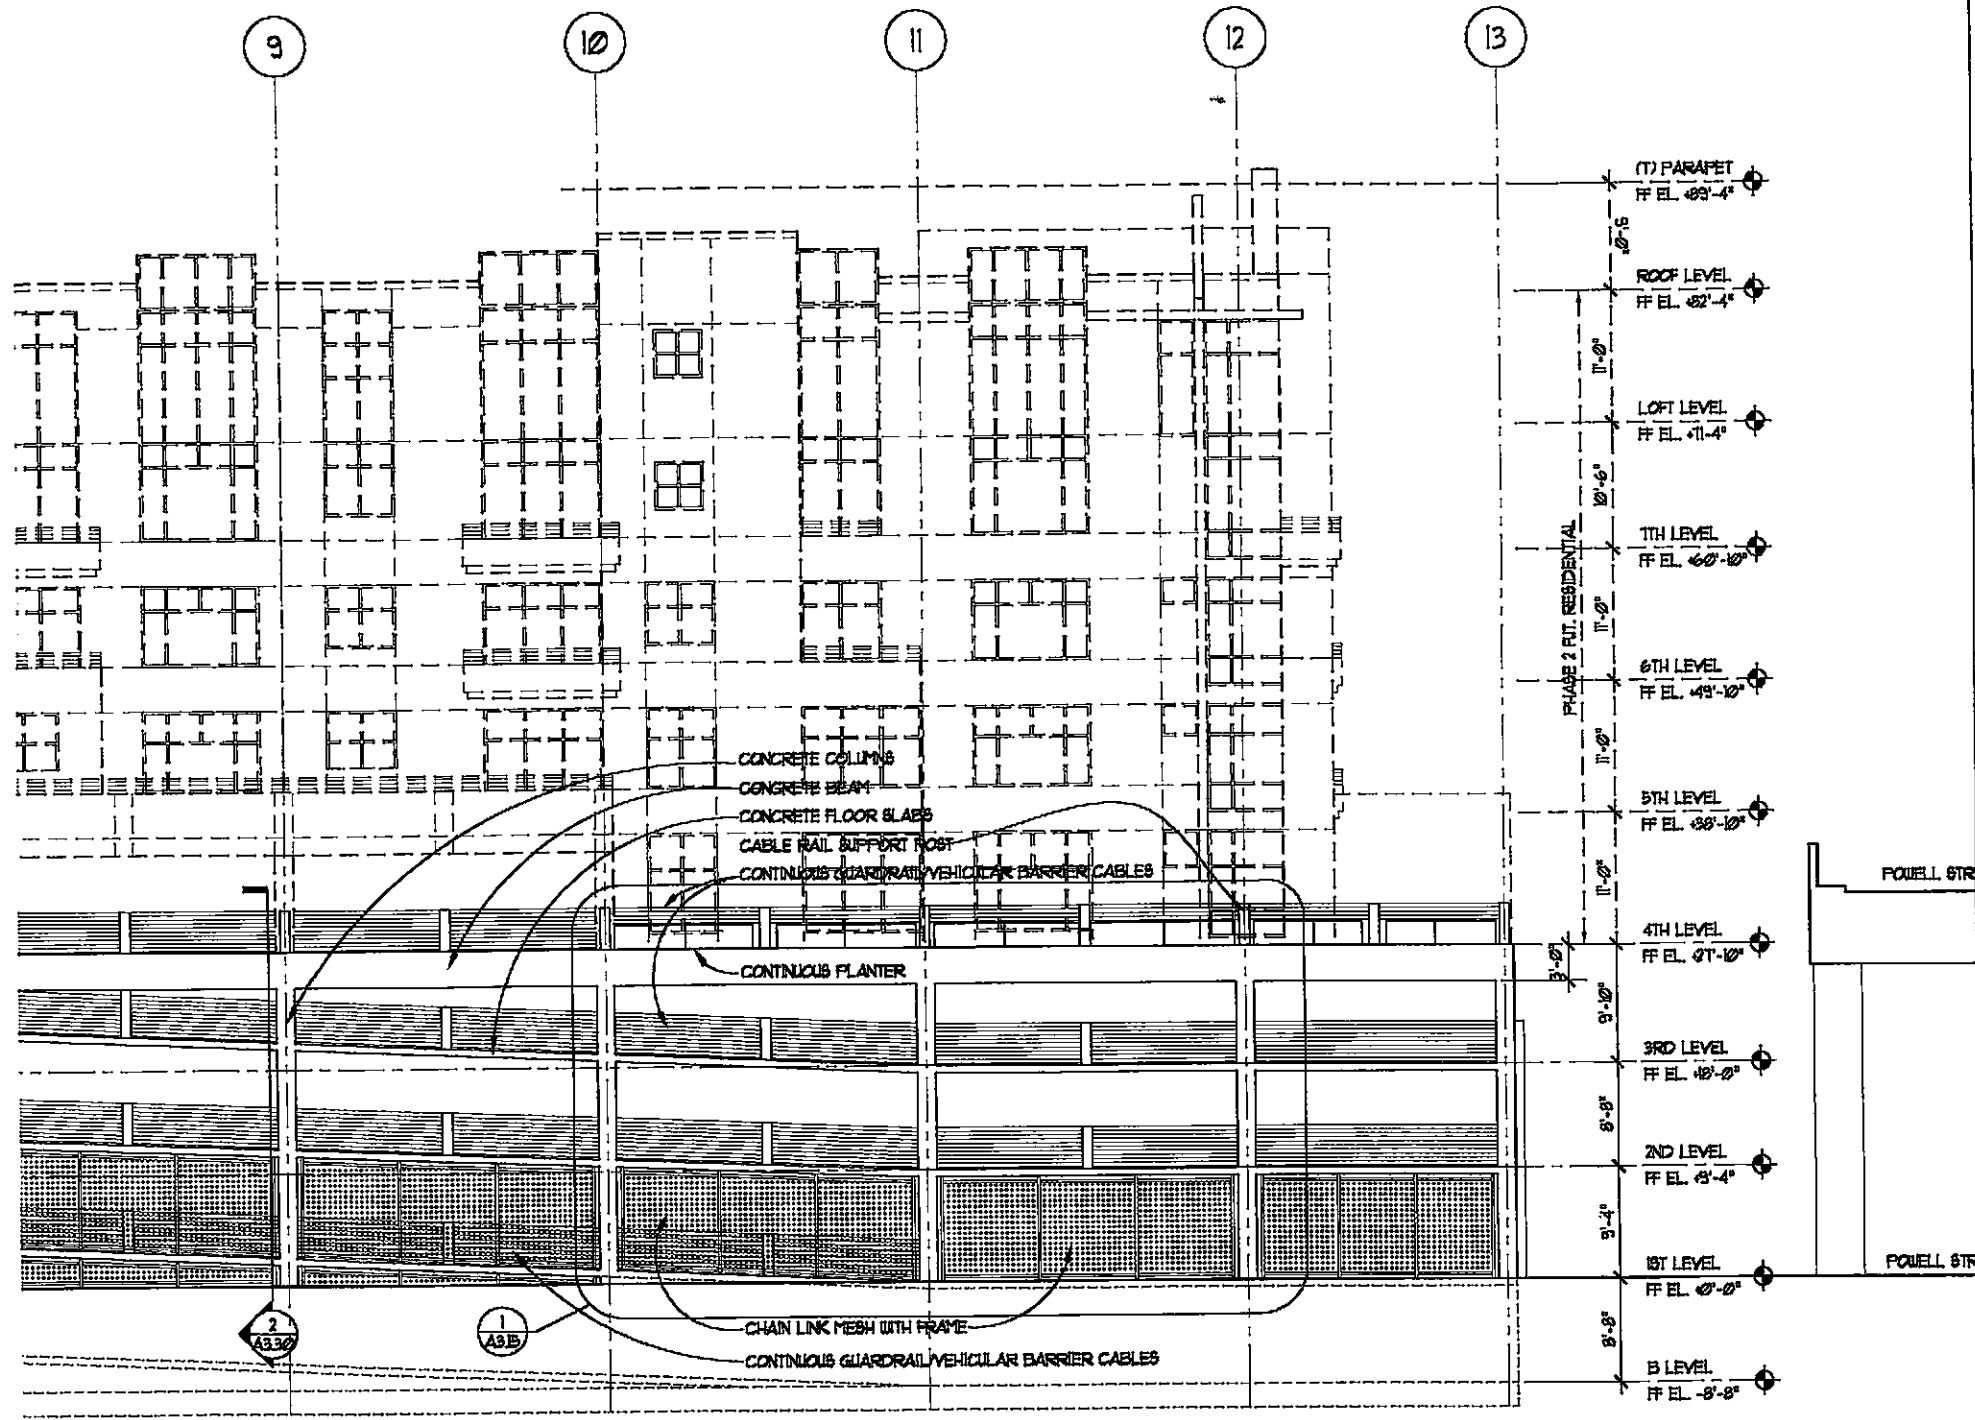 9
10
11
12
13
(T) PARAPET
FF EL. +89'-4"
9'-0"
ROOF LEVEL
FF EL. +82'-4"
11'-0"
LOFT LEVEL
FF EL. +71'-4"
10'-6"
7TH LEVEL
FF EL. +60'-10"
PHASE 2 FUT. RESIDENTIAL
11'-0"
6TH LEVEL
FF EL. +49'-10"
11'-0"
CONCRETE COLUMNS
CONCRETE BEAM
5TH LEVEL
FF EL. +38'-10"
CONCRETE FLOOR SLABS
CABLE RAIL SUPPORT POST
CONTINUOUS GUARDRAIL/VEHICULAR BARRIER CABLES
11'-0"
POWELL STR
4TH LEVEL
FF EL. +27'-10"
CONTINUOUS PLANTER
3'-0"
9'-10"
3RD LEVEL
FF EL. +18'-0"
8'-8"
2ND LEVEL
FF EL. +9'-4"
9'-4"
1ST LEVEL
FF EL. +0'-0"
POWELL STR
2
A3.30
1
A3.15
CHAIN LINK MESH WITH FRAME
CONTINUOUS GUARDRAIL/VEHICULAR BARRIER CABLES
8'-8"
B LEVEL
FF EL. -8'-8"